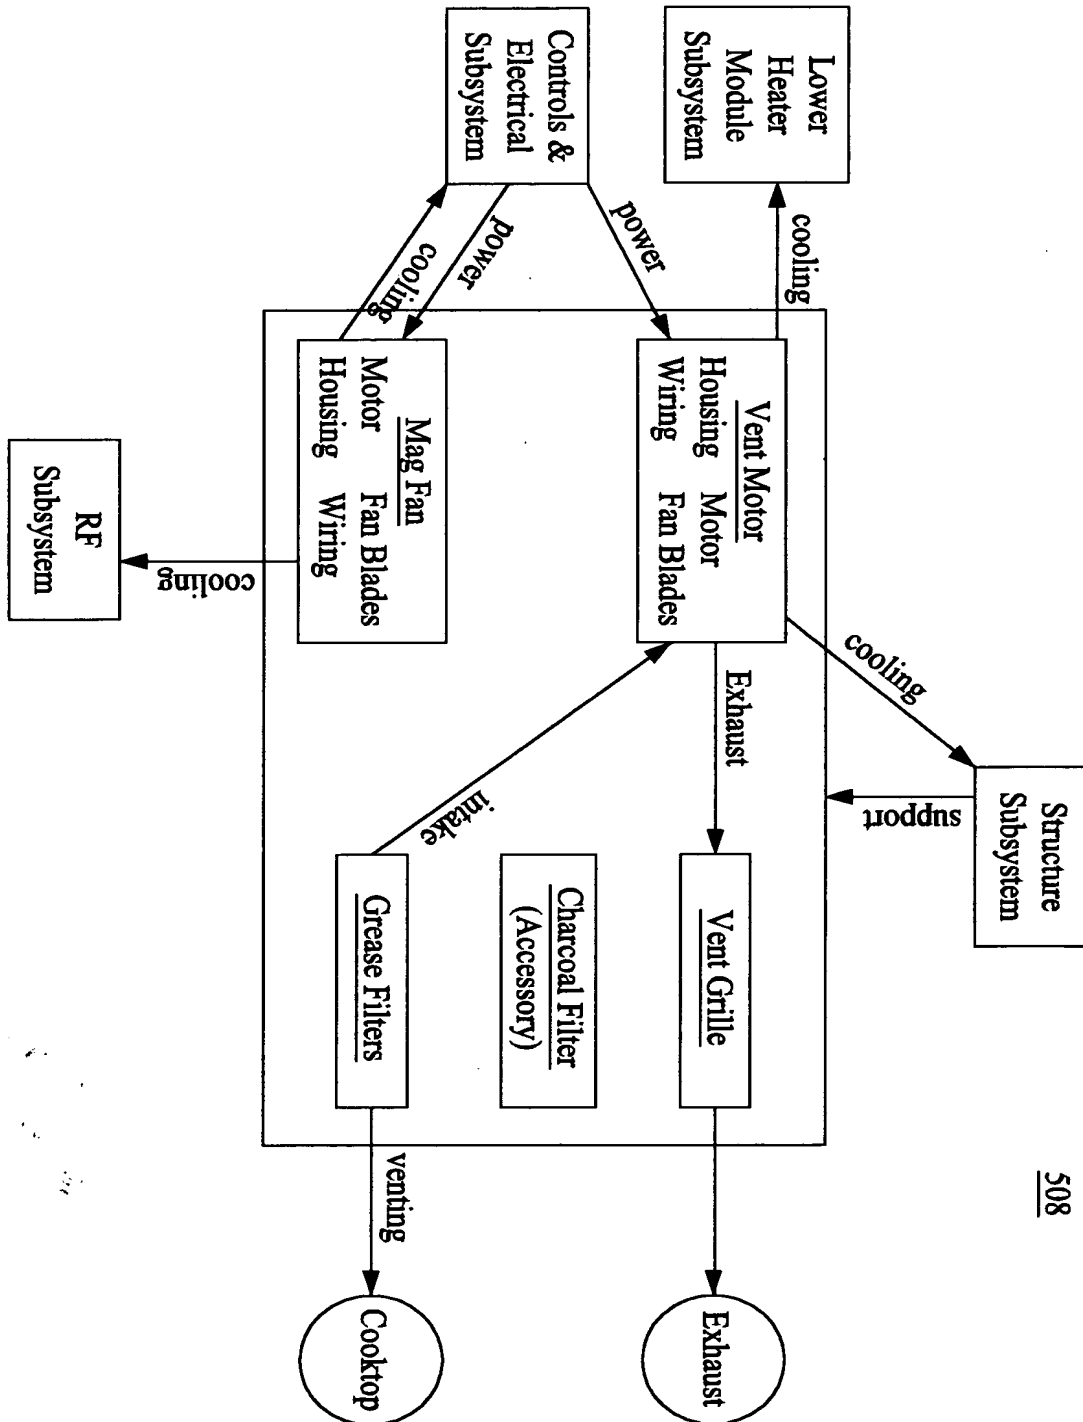 508
Structure
Subsystem
support
cooling
Lower
Heater
Module
Subsystem
cooling
Vent Motor
Housing Motor
Wiring Fan Blades
Exhaust
Vent Grille
Exhaust
Controls &
Electrical
Subsystem
power
power
cooling
Charcoal Filter
(Accessory)
intake
Mag Fan
Motor Fan Blades
Housing Wiring
Grease Filters
venting
Cooktop
cooling
RF
Subsystem